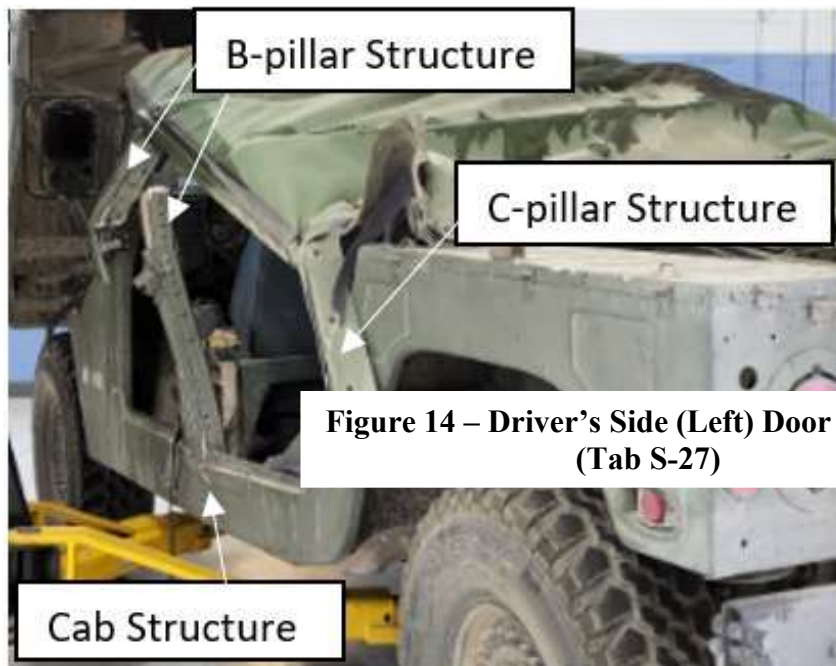 B-pillar Structure
C-pillar Structure
Figure 14 – Driver’s Side (Left) Door
(Tab S-27)
Cab Structure